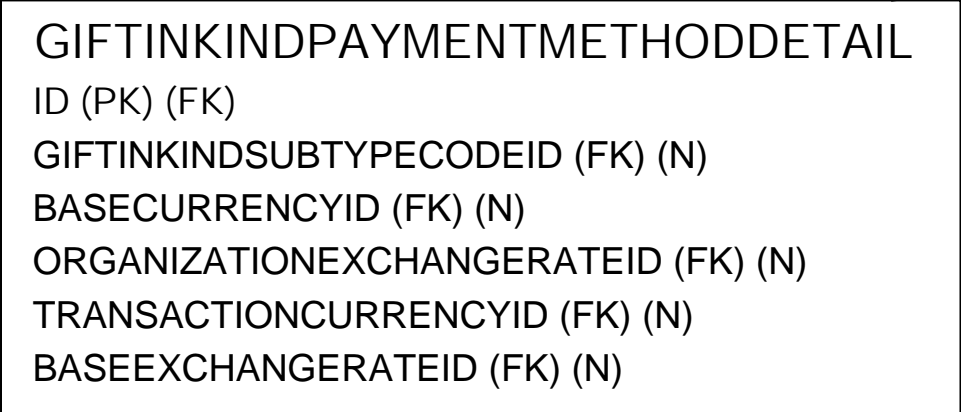 GIFTINKINDPAYMENTMETHODDETAIL
ID (PK) (FK)
GIFTINKINDSUBTYPECODEID (FK) (N)
BASECURRENCYID (FK) (N)
ORGANIZATIONEXCHANGERATEID (FK) (N)
TRANSACTIONCURRENCYID (FK) (N)
BASEEXCHANGERATEID (FK) (N)